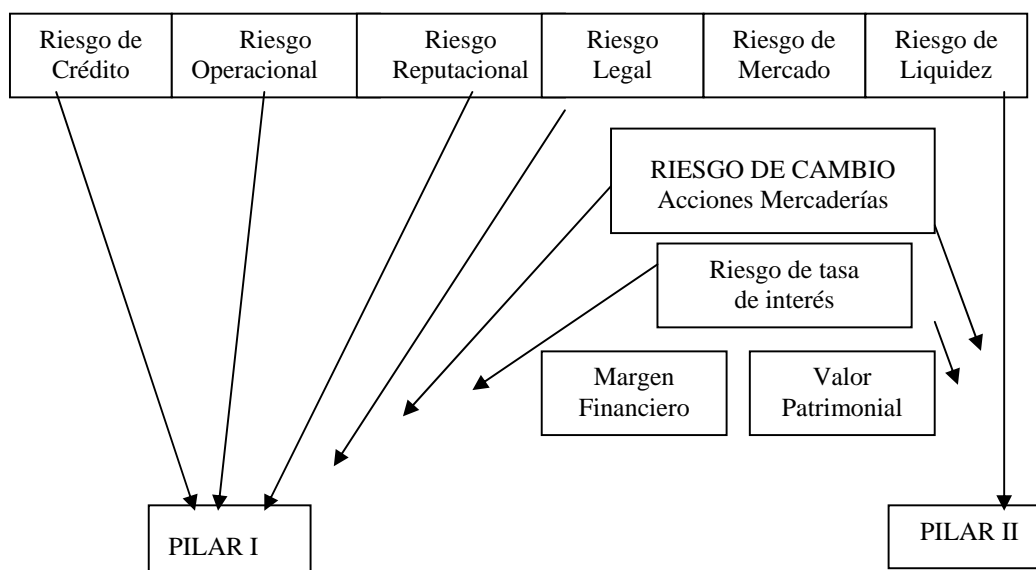 Riesgo de
Crédito
Riesgo
Operacional
Riesgo
Reputacional
Riesgo
Legal
Riesgo de
Mercado
Riesgo de
Liquidez
RIESGO DE CAMBIO
Acciones Mercaderías
Riesgo de tasa
de interés
Margen
Financiero
Valor
Patrimonial
PILAR I
PILAR II